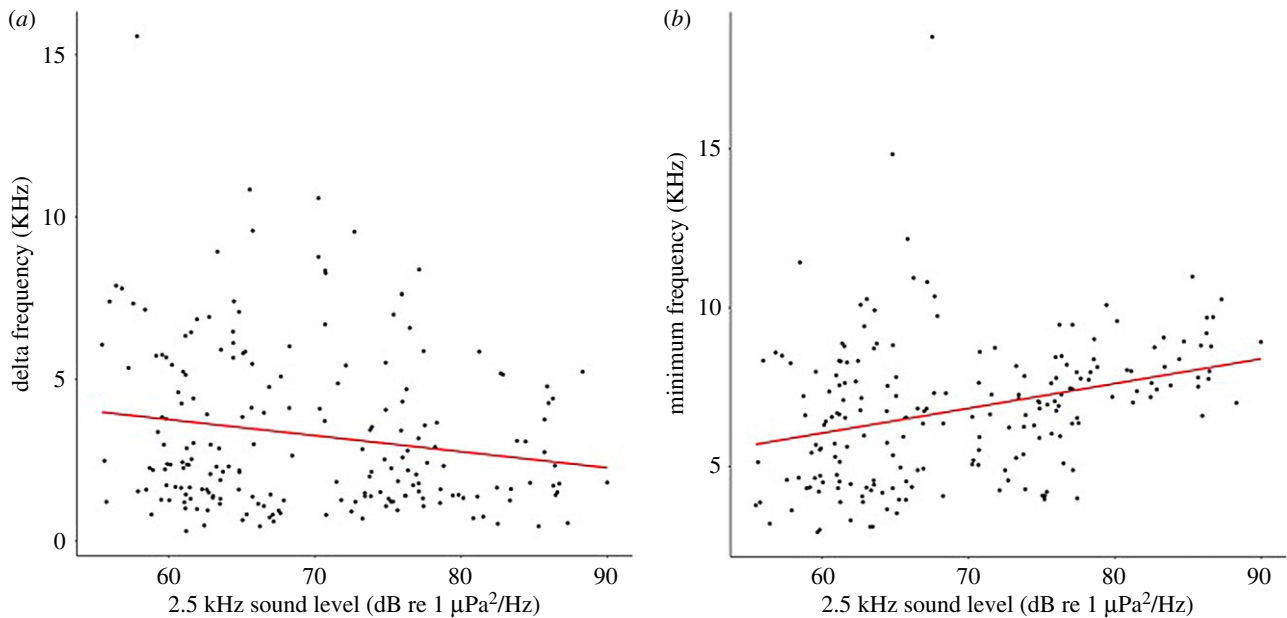 (a)
15
10
5
0
delta frequency (KHz)
60 70 80 90
2.5 kHz sound level (dB re 1 µPa²/Hz)
(b)
15
10
5
minimum frequency (KHz)
60 70 80 90
2.5 kHz sound level (dB re 1 µPa²/Hz)